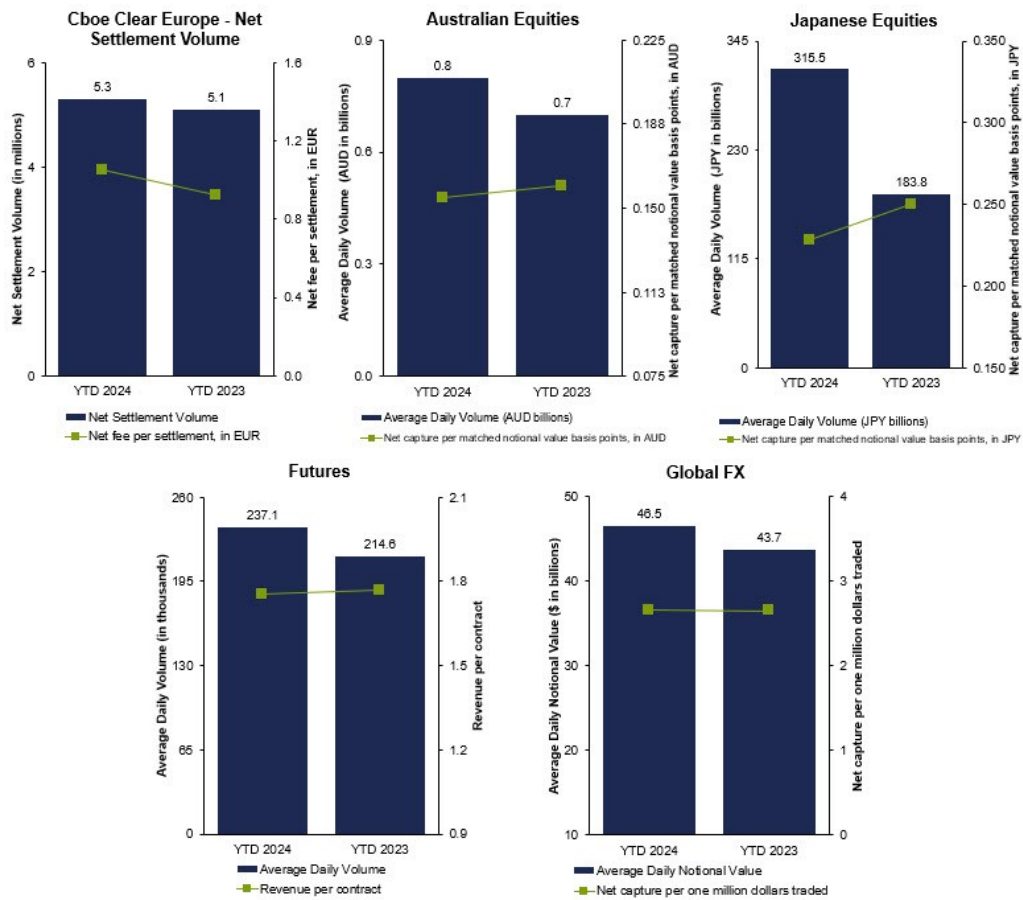 Cboe Clear Europe - Net
Settlement Volume
Net Settlement Volume (in millions)
6
4
2
0
5.3
5.1
1.6
1.2
0.8
0.4
0.0
Net fee per settlement, in EUR
YTD 2024
YTD 2023
Net Settlement Volume
Net fee per settlement, in EUR
Australian Equities
Average Daily Volume (AUD in billions)
0.9
0.6
0.3
0.0
0.8
0.7
0.225
0.188
0.150
0.113
0.075
Net capture per matched notional value basis points, in AUD
YTD 2024
YTD 2023
Average Daily Volume (AUD billions)
Net capture per matched notional value basis points, in AUD
Japanese Equities
Average Daily Volume (JPY in billions)
345
230
115
0
315.5
183.8
0.350
0.300
0.250
0.200
0.150
Net capture per matched notional value basis points, in JPY
YTD 2024
YTD 2023
Average Daily Volume (JPY billions)
Net capture per matched notional value basis points, in JPY
Futures
Average Daily Volume (in thousands)
260
195
130
65
0
237.1
214.6
2.1
1.8
1.5
1.2
0.9
Revenue per contract
YTD 2024
YTD 2023
Average Daily Volume
Revenue per contract
Global FX
Average Daily Notional Value ($ in billions)
50
40
30
20
10
46.5
43.7
4
3
2
1
0
Net capture per one million dollars traded
YTD 2024
YTD 2023
Average Daily Notional Value
Net capture per one million dollars traded